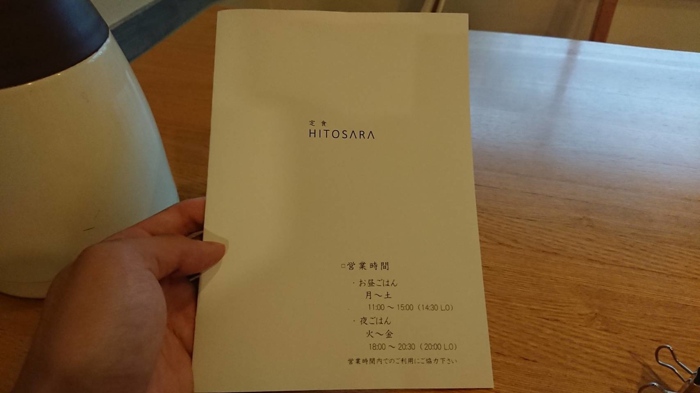 定食
HITOSARA
□営業時間
・お昼ごはん
月〜土
11:00 〜 15:00 (14:30 LO)
・夜ごはん
火〜金
18:00 〜 20:30 (20:00 LO)
営業時間内でのご利用にご協力下さい